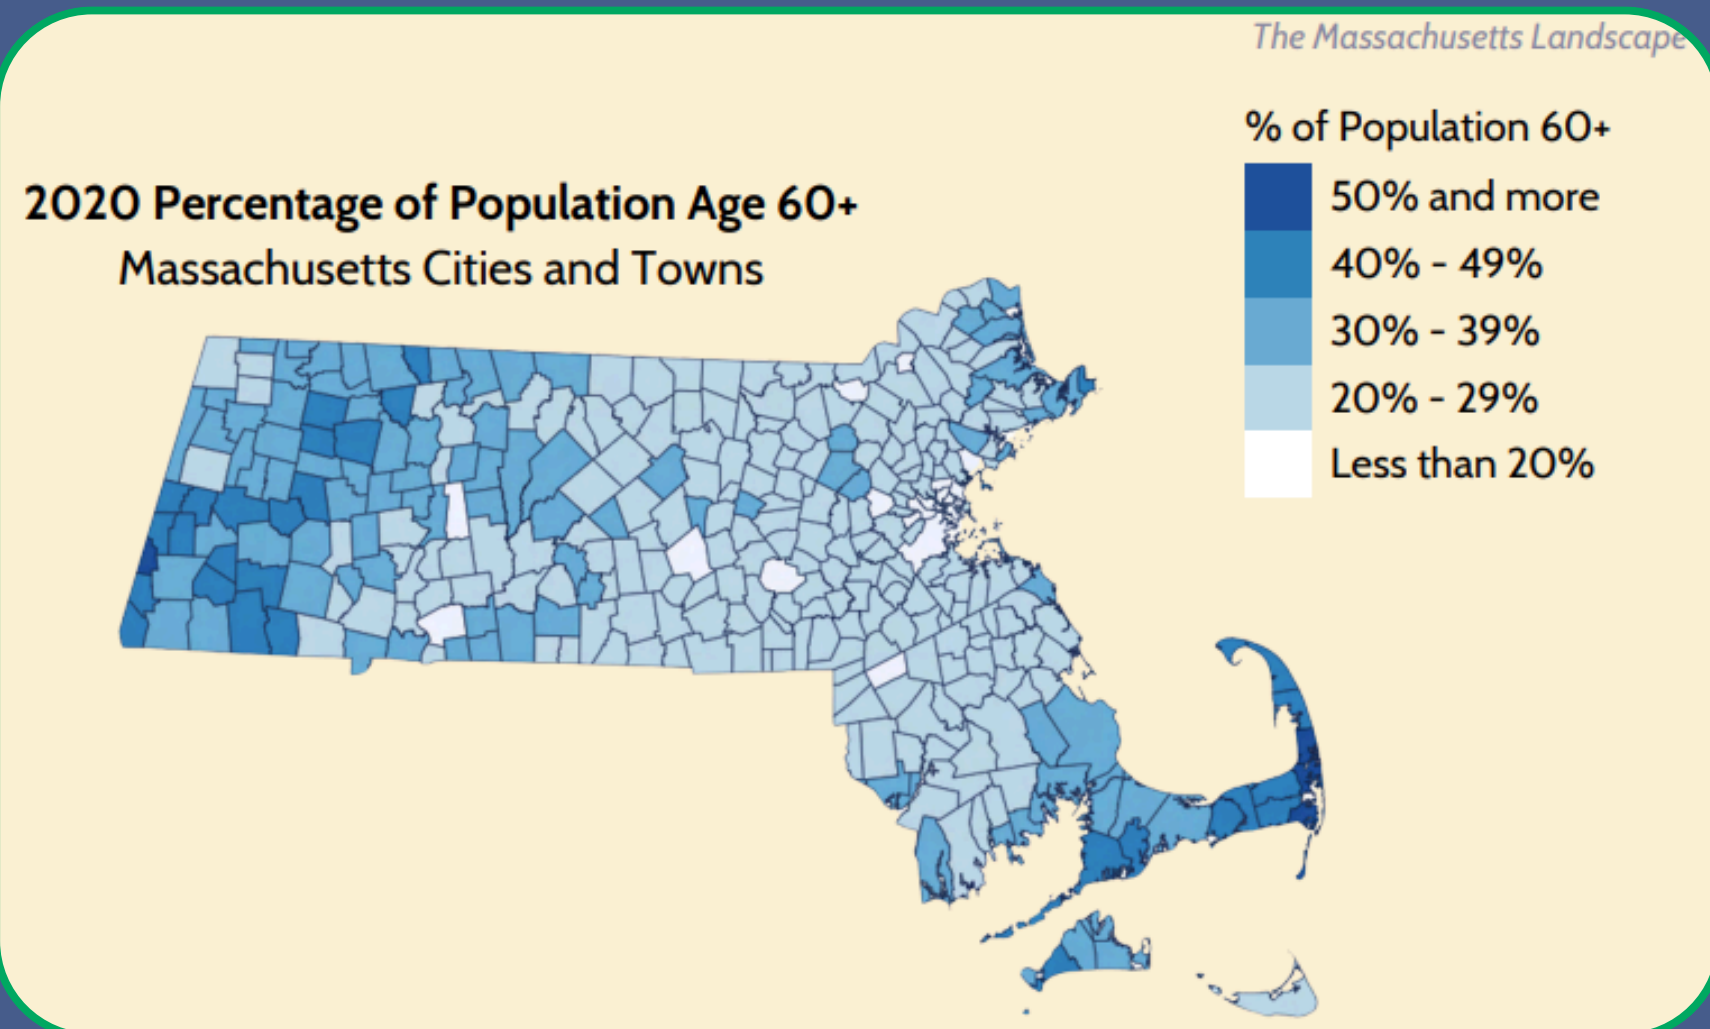 The Massachusetts Landscape
% of Population 60+
50% and more
40% - 49%
30% - 39%
20% - 29%
Less than 20%
2020 Percentage of Population Age 60+
Massachusetts Cities and Towns